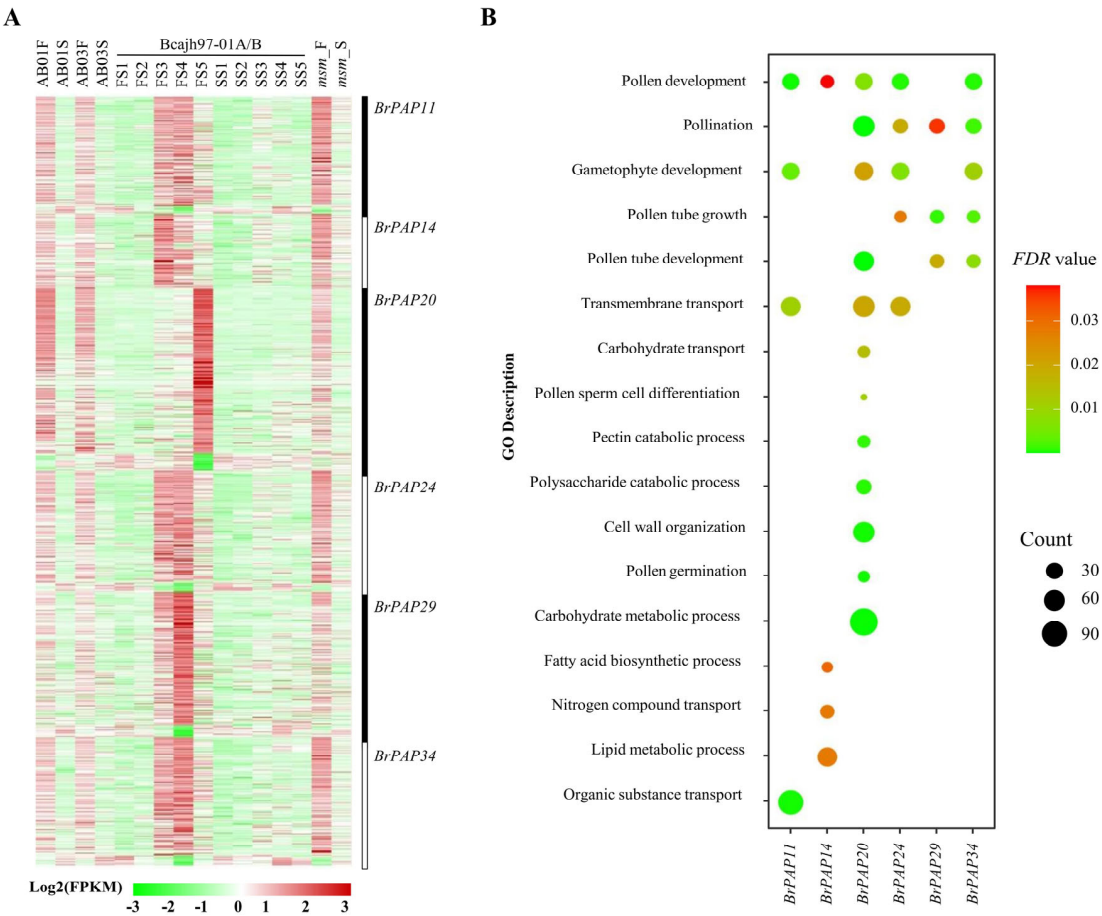 A
AB01F
AB01S
AB03F
AB03S
Bcajh97-01A/B
FS1
FS2
FS3
FS4
FS5
SS1
SS2
SS3
SS4
SS5
msm_F
msm_S
BrPAP11
BrPAP14
BrPAP20
BrPAP24
BrPAP29
BrPAP34
Log2(FPKM)
-3 -2 -1 0 1 2 3
B
GO Description
Pollen development
Pollination
Gametophyte development
Pollen tube growth
Pollen tube development
Transmembrane transport
Carbohydrate transport
Pollen sperm cell differentiation
Pectin catabolic process
Polysaccharide catabolic process
Cell wall organization
Pollen germination
Carbohydrate metabolic process
Fatty acid biosynthetic process
Nitrogen compound transport
Lipid metabolic process
Organic substance transport
BrPAP11
BrPAP14
BrPAP20
BrPAP24
BrPAP29
BrPAP34
FDR value
0.03
0.02
0.01
Count
30
60
90